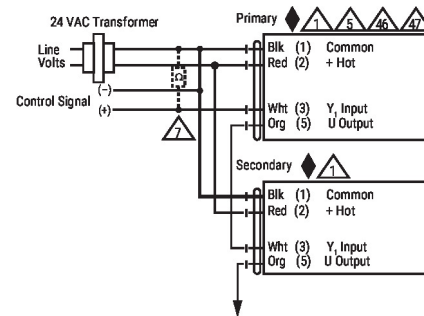 24 VAC Transformer
Primary 1 5 46 47
Line
Volts
Blk (1) Common
Red (2) + Hot
Ω
(–)
Control Signal
(+)
Wht (3) Y1 Input
Org (5) U Output
7
Secondary 1
Blk (1) Common
Red (2) + Hot
Wht (3) Y1 Input
Org (5) U Output